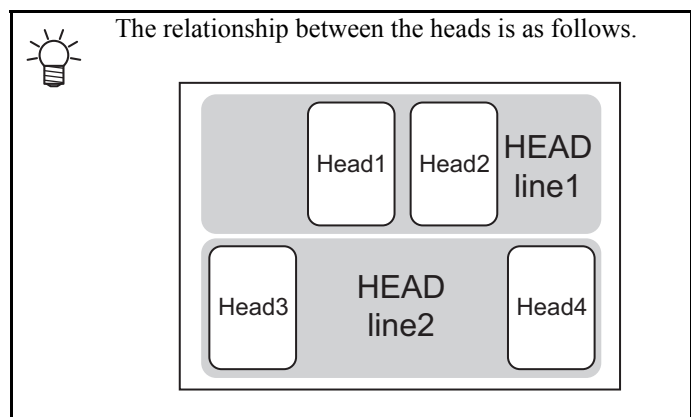 The relationship between the heads is as follows.
Head1
Head2
HEAD
line1
Head3
HEAD
line2
Head4